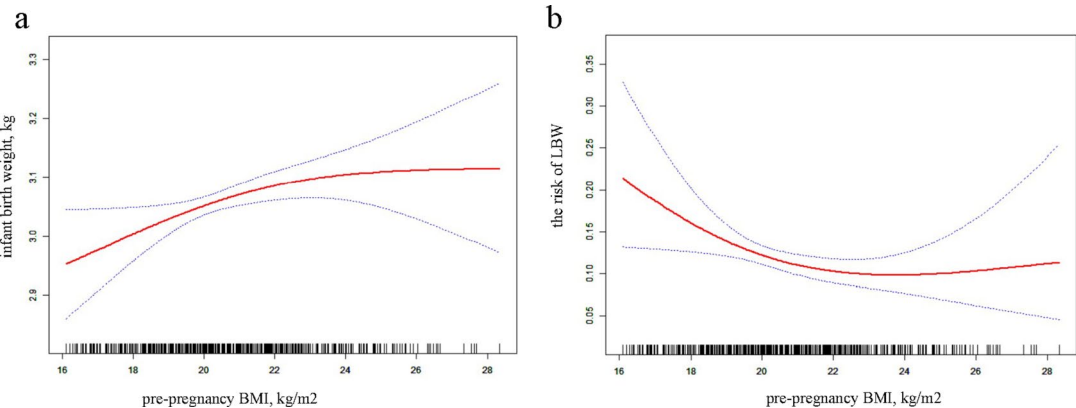 a
infant birth weight, kg
3.3
3.2
3.1
3.0
2.9
16 18 20 22 24 26 28
pre-pregnancy BMI, kg/m2
b
the risk of LBW
0.35
0.30
0.25
0.20
0.15
0.10
0.05
16 18 20 22 24 26 28
pre-pregnancy BMI, kg/m2